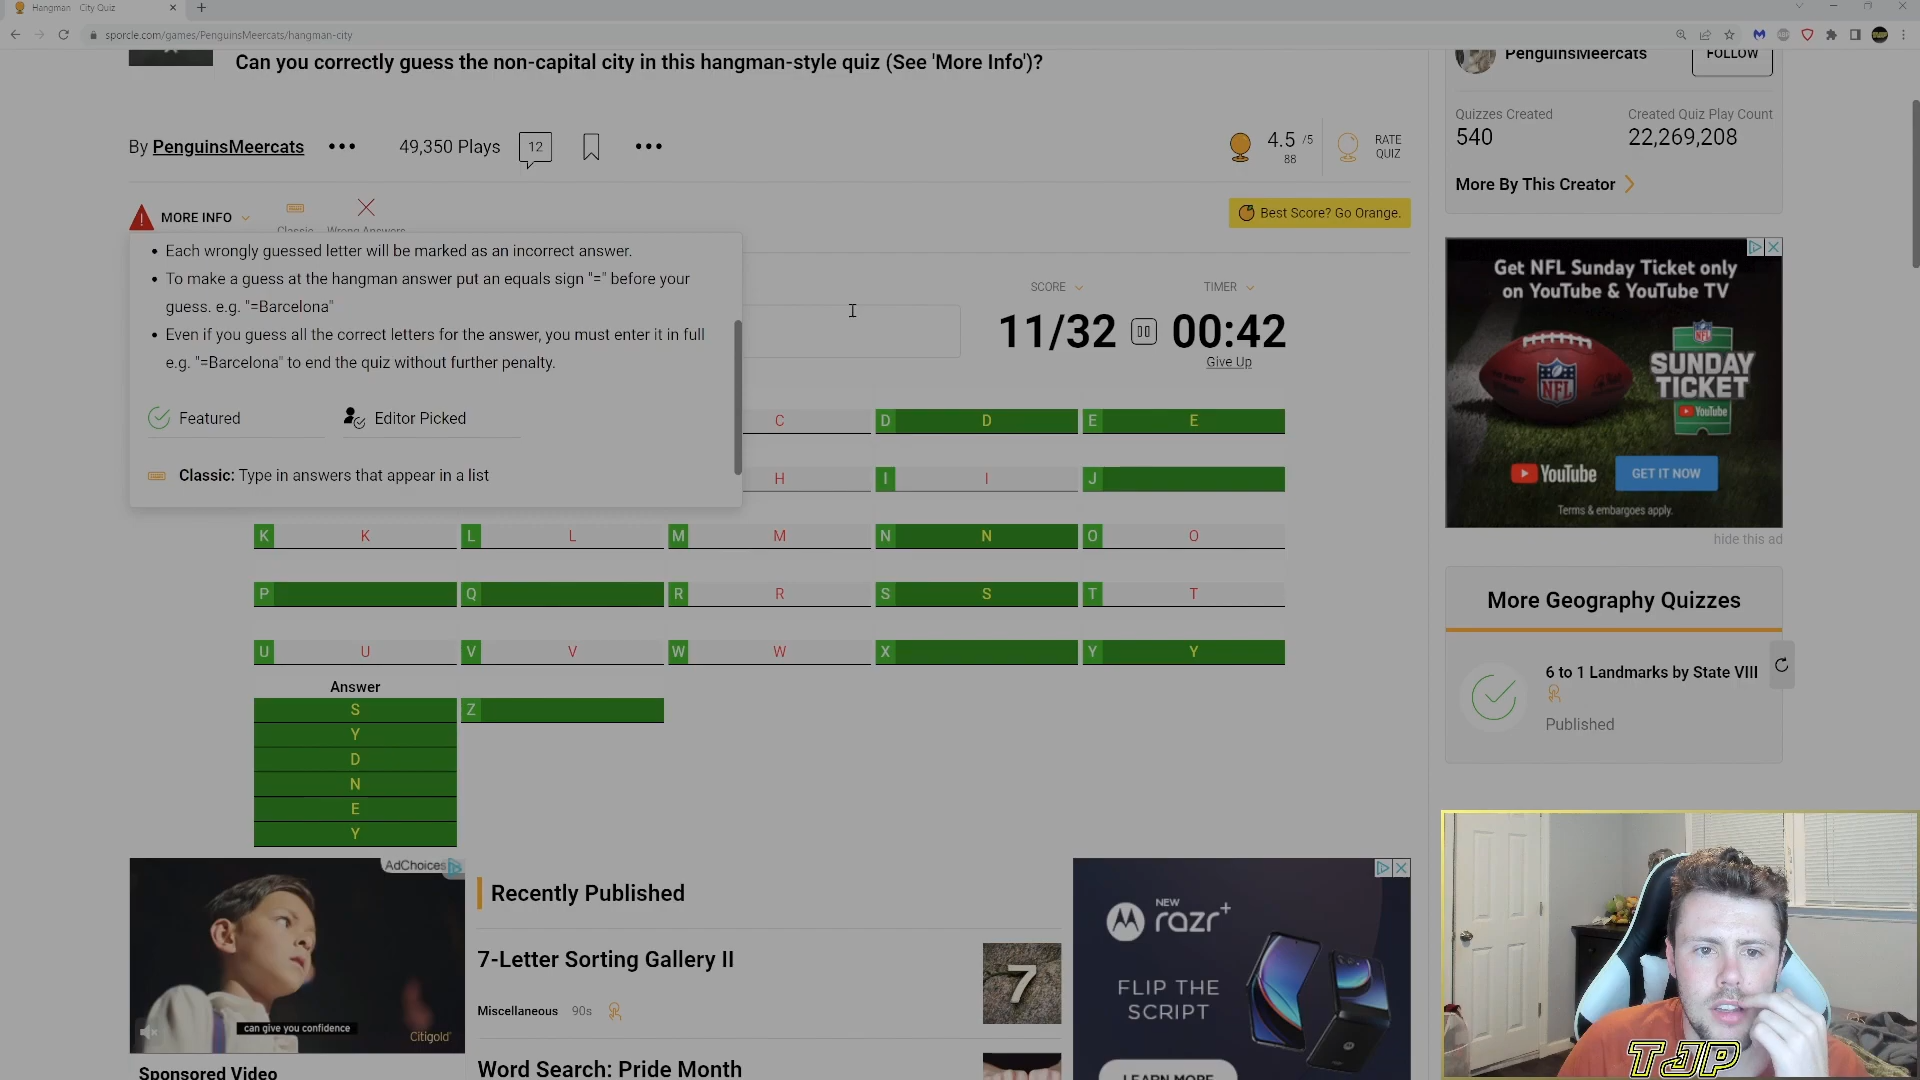 Hangman - City Quiz
sporcle.com/games/PenguinsMeercats/hangman-city
Can you correctly guess the non-capital city in this hangman-style quiz (See 'More Info')?
By PenguinsMeercats
49,350 Plays
12
4.5 /5
88
RATE QUIZ
MORE INFO
Classic
Wrong Answers
Best Score? Go Orange.
Each wrongly guessed letter will be marked as an incorrect answer.
To make a guess at the hangman answer put an equals sign "=" before your
guess. e.g. "=Barcelona"
Even if you guess all the correct letters for the answer, you must enter it in full
e.g. "=Barcelona" to end the quiz without further penalty.
Featured
Editor Picked
Classic: Type in answers that appear in a list
SCORE
TIMER
11/32
00:42
Give Up
C D D E E
H I I J
K K L L M M N N O O
P Q R R S S T T
U U V V W W X Y Y
Answer
S Z
Y
D
N
E
Y
AdChoices
can give you confidence
Citigold
Sponsored Video
Recently Published
7-Letter Sorting Gallery II
7
Miscellaneous 90s
Word Search: Pride Month
NEW
razr+
FLIP THE
SCRIPT
LEARN MORE
PenguinsMeercats
FOLLOW
Quizzes Created
540
Created Quiz Play Count
22,269,208
More By This Creator
Get NFL Sunday Ticket only
on YouTube & YouTube TV
NFL
NFL
SUNDAY
TICKET
YouTube
YouTube
GET IT NOW
Terms & embargoes apply.
hide this ad
More Geography Quizzes
6 to 1 Landmarks by State VIII
Published
TJP